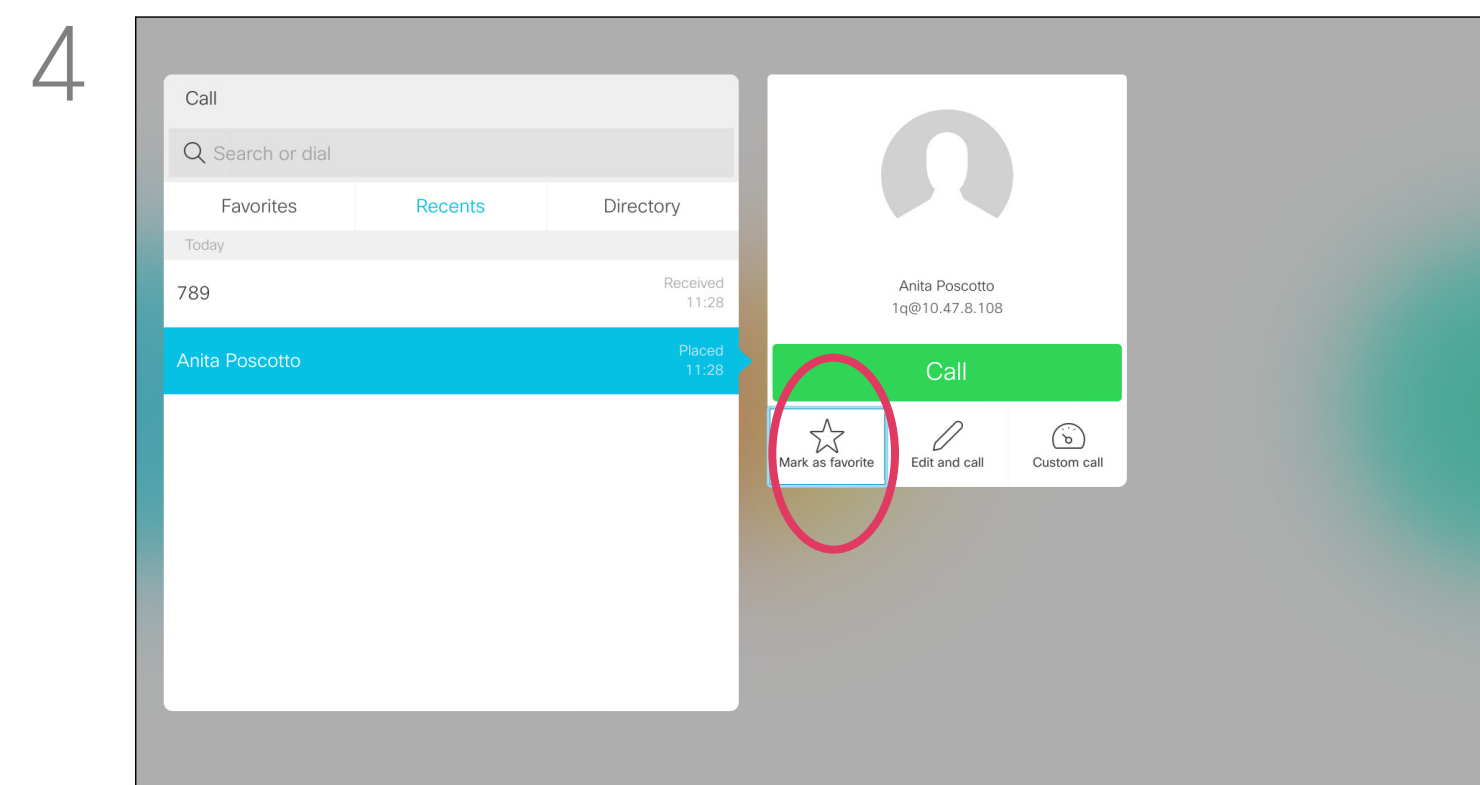 4
Call
Search or dial
Favorites Recents Directory
Today
789
Received
11:28
Anita Poscotto
Placed
11:28
Anita Poscotto
1q@10.47.8.108
Call
Mark as favorite Edit and call Custom call